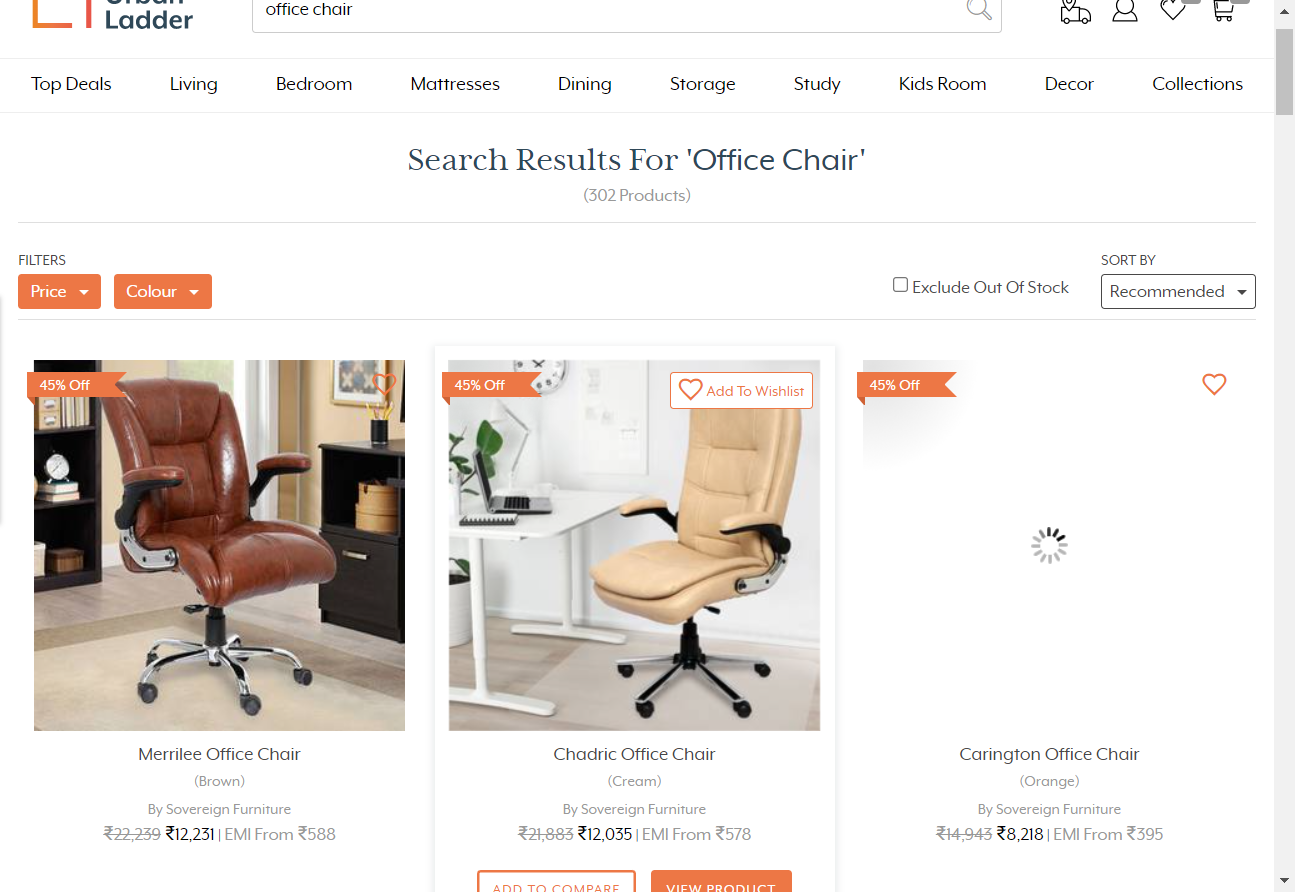 Urban
Ladder
office chair
Top Deals Living Bedroom Mattresses Dining Storage Study Kids Room Decor Collections
Search Results For 'Office Chair'
(302 Products)
FILTERS
Price Colour
Exclude Out Of Stock
SORT BY
Recommended
45% Off
45% Off
Add To Wishlist
45% Off
Merrilee Office Chair
(Brown)
By Sovereign Furniture
₹22,239 ₹12,231 | EMI From ₹588
Chadric Office Chair
(Cream)
By Sovereign Furniture
₹21,883 ₹12,035 | EMI From ₹578
ADD TO COMPARE VIEW PRODUCT
Carington Office Chair
(Orange)
By Sovereign Furniture
₹14,943 ₹8,218 | EMI From ₹395